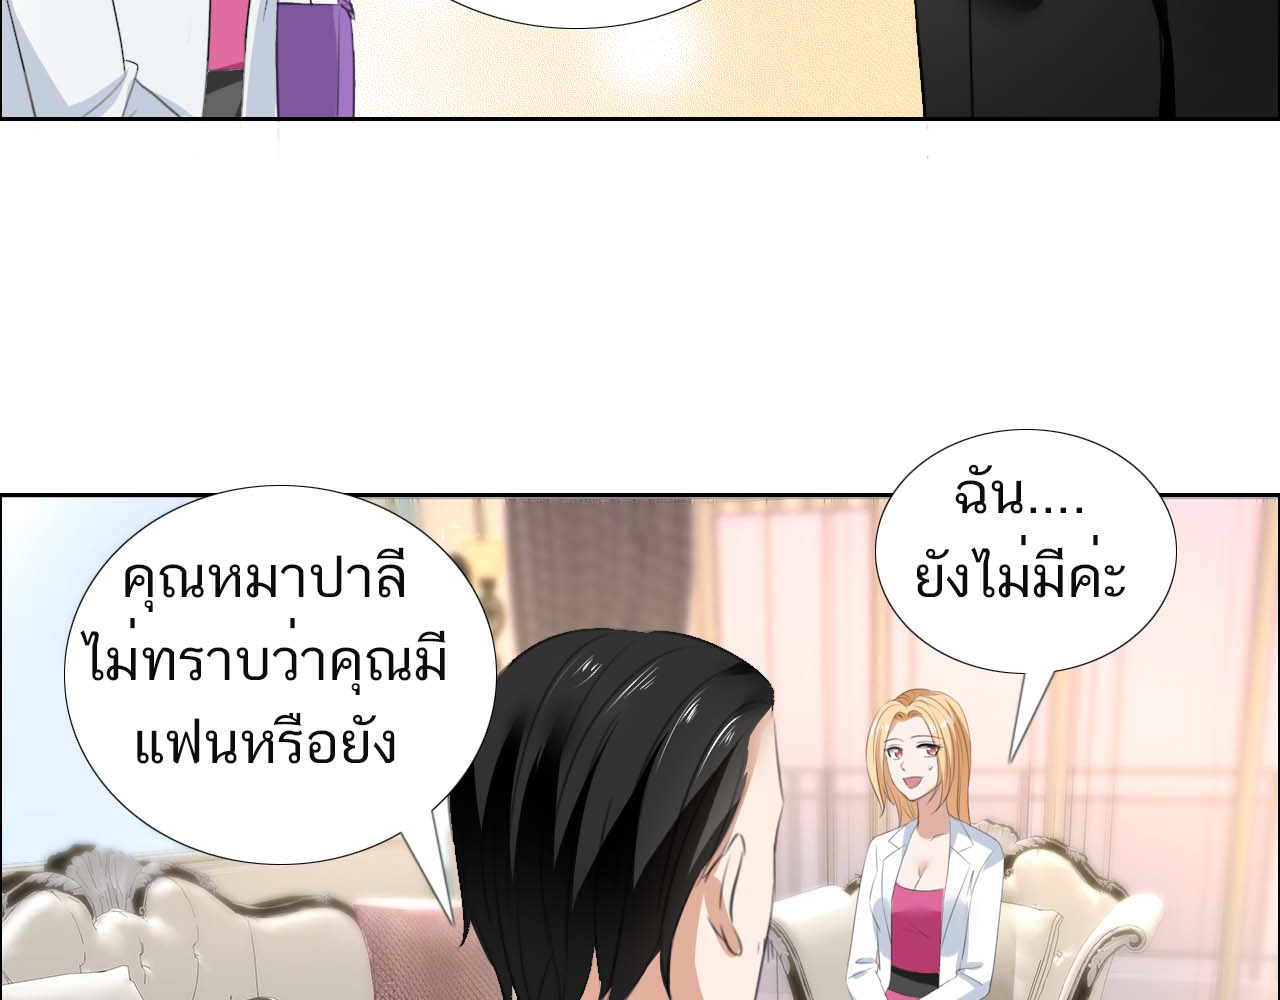 คุณหมาปาลี
ไม่ทราบว่าคุณมี
แฟนหรือยัง
ฉัน....
ยังไม่มีค่ะ